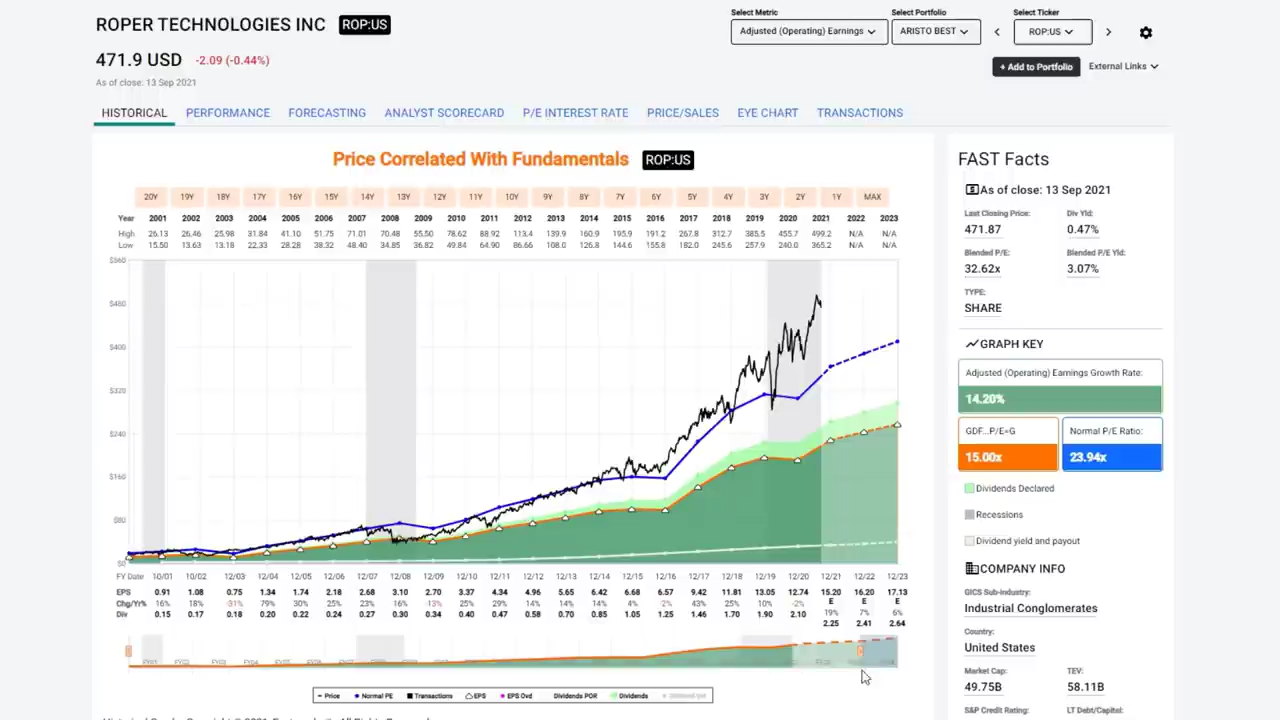 ROPER TECHNOLOGIES INC ROP:US
471.9 USD -2.09 (-0.44%)
As of close: 13 Sep 2021
Select Metric Select Portfolio Select Ticker
Adjusted (Operating) Earnings ARISTO BEST ROP:US
+ Add to Portfolio External Links
HISTORICAL PERFORMANCE FORECASTING ANALYST SCORECARD P/E INTEREST RATE PRICE/SALES EYE CHART TRANSACTIONS
Price Correlated With Fundamentals ROP:US
20Y 19Y 18Y 17Y 16Y 15Y 14Y 13Y 12Y 11Y 10Y 9Y 8Y 7Y 6Y 5Y 4Y 3Y 2Y 1Y MAX
Year 2001 2002 2003 2004 2005 2006 2007 2008 2009 2010 2011 2012 2013 2014 2015 2016 2017 2018 2019 2020 2021 2022 2023
High 26.13 26.46 25.98 31.84 41.10 51.75 71.01 70.48 55.50 78.62 88.92 113.4 139.9 160.9 195.9 191.2 267.8 312.7 385.5 455.7 499.2 N/A N/A
Low 15.50 13.63 13.18 22.33 28.28 38.32 48.40 34.85 36.82 49.84 64.90 86.66 108.0 126.8 144.6 155.8 182.0 245.6 257.9 240.0 365.2 N/A N/A
$560
$480
$400
$320
$240
$160
$80
$0
FY Date 10/01 10/02 12/03 12/04 12/05 12/06 12/07 12/08 12/09 12/10 12/11 12/12 12/13 12/14 12/15 12/16 12/17 12/18 12/19 12/20 12/21 12/22 12/23
EPS 0.91 1.08 0.75 1.34 1.74 2.18 2.68 3.10 2.70 3.37 4.34 4.96 5.65 6.42 6.68 6.57 9.42 11.81 13.05 12.74 15.20 16.20 17.13
E E E
Chg/Yr% 16% 18% -31% 79% 30% 25% 23% 16% -13% 25% 29% 14% 14% 14% 4% -2% 43% 25% 10% -2% 19% 7% 6%
Div 0.15 0.17 0.18 0.20 0.22 0.24 0.27 0.30 0.34 0.40 0.47 0.58 0.70 0.85 1.05 1.25 1.46 1.70 1.90 2.10 2.25 2.41 2.64
Price Normal PE Transactions EPS EPS Ovd Dividends POR Dividends
FAST Facts
As of close: 13 Sep 2021
Last Closing Price: Div Yld:
471.87 0.47%
Blended P/E: Blended P/E Yld:
32.62x 3.07%
TYPE:
SHARE
GRAPH KEY
Adjusted (Operating) Earnings Growth Rate:
14.20%
GDF...P/E=G Normal P/E Ratio:
15.00x 23.94x
Dividends Declared
Recessions
Dividend yield and payout
COMPANY INFO
GICS Sub-industry:
Industrial Conglomerates
Country:
United States
Market Cap: TEV:
49.75B 58.11B
S&P Credit Rating: LT Debt/Capital: